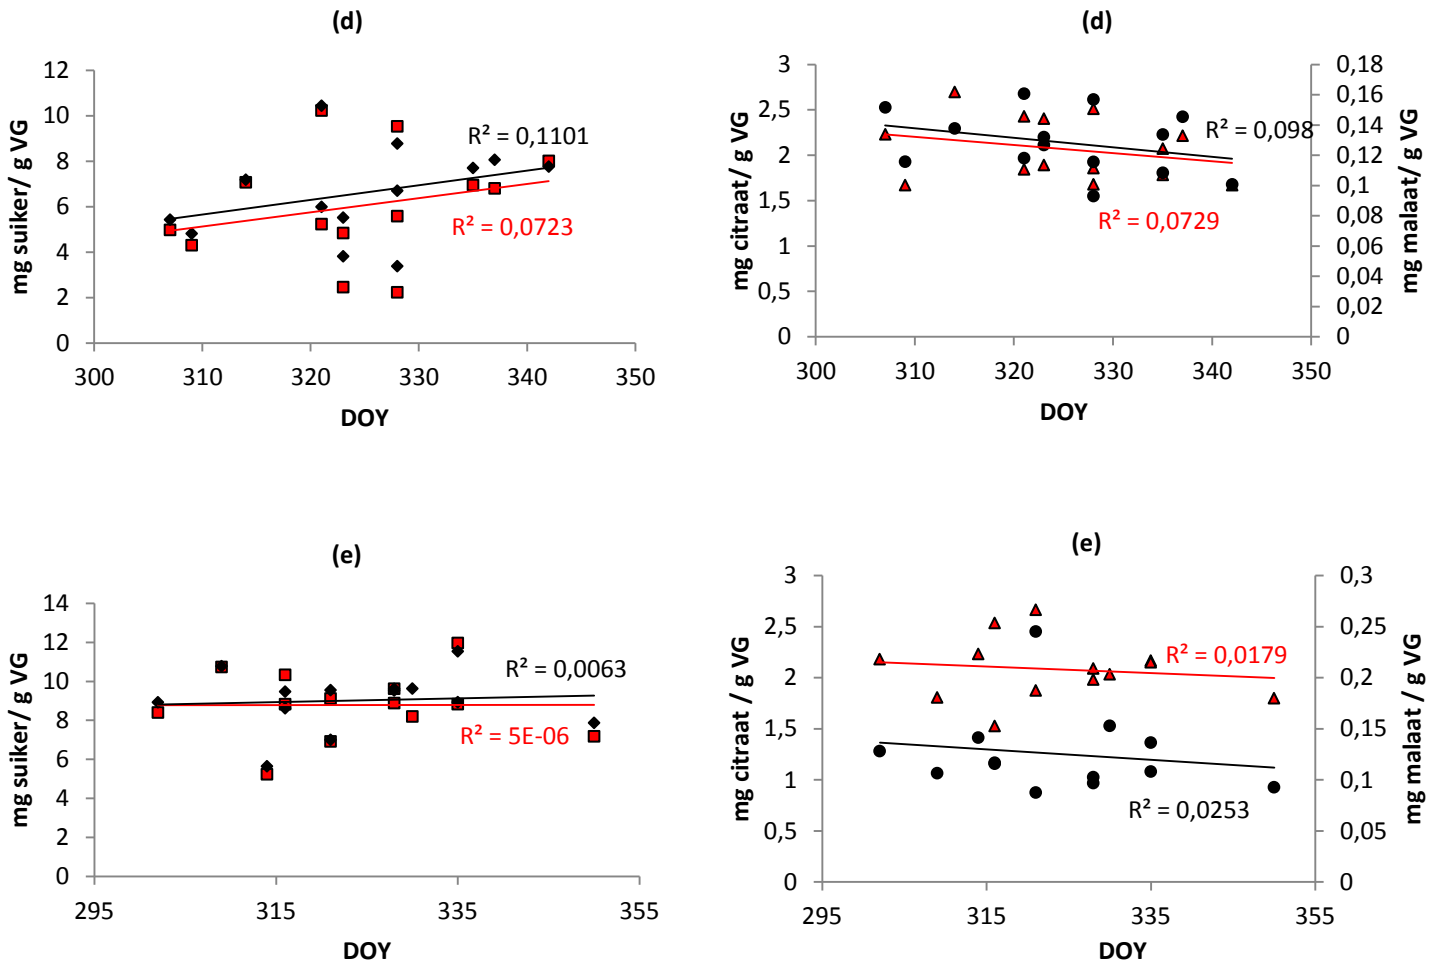 (d)
mg suiker/ g VG
12
10
8
6
4
2
0
R² = 0,1101
R² = 0,0723
300 310 320 330 340 350
DOY
(d)
mg citraat/ g VG
3
2,5
2
1,5
1
0,5
0
R² = 0,098
R² = 0,0729
0,18
0,16
0,14
0,12
0,1
0,08
0,06
0,04
0,02
0
mg malaat/ g VG
300 310 320 330 340 350
DOY
(e)
mg suiker/ g VG
14
12
10
8
6
4
2
0
R² = 0,0063
R² = 5E-06
295 315 335 355
DOY
(e)
mg citraat / g VG
3
2,5
2
1,5
1
0,5
0
R² = 0,0179
R² = 0,0253
0,3
0,25
0,2
0,15
0,1
0,05
0
mg malaat / g VG
295 315 335 355
DOY